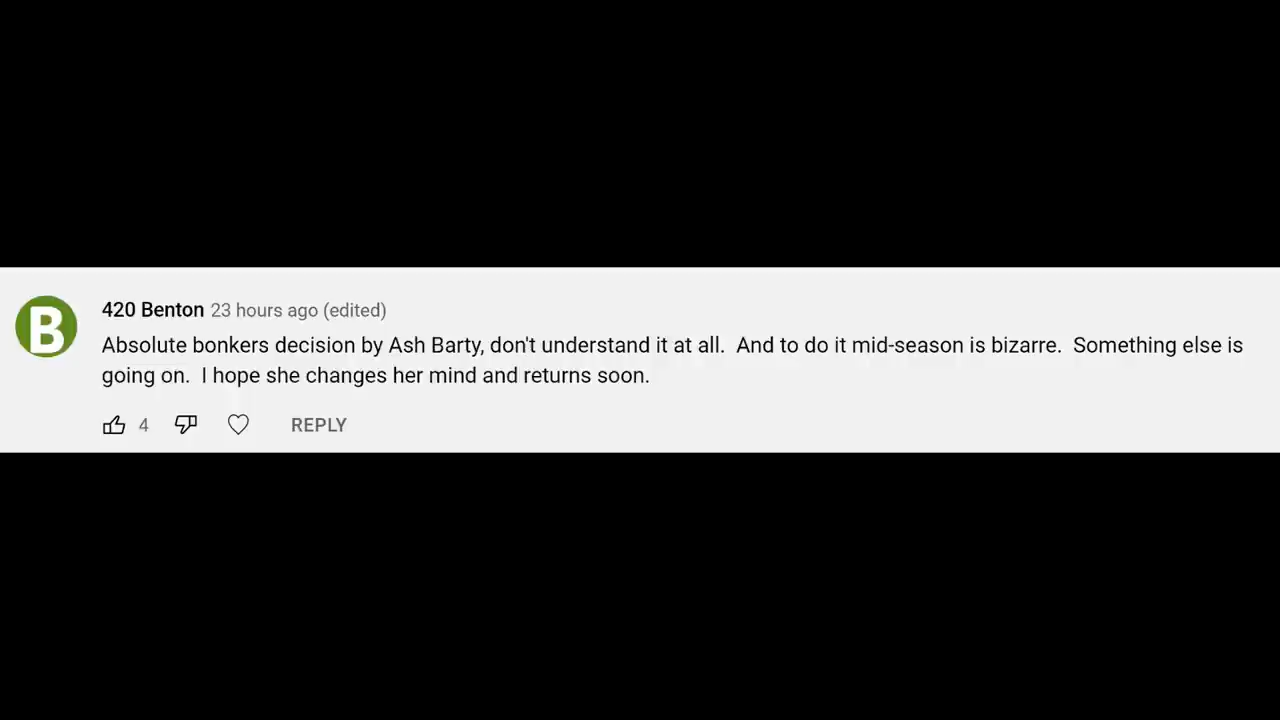 B
420 Benton 23 hours ago (edited)
Absolute bonkers decision by Ash Barty, don't understand it at all.  And to do it mid-season is bizarre.  Something else is
going on.  I hope she changes her mind and returns soon.
4 REPLY